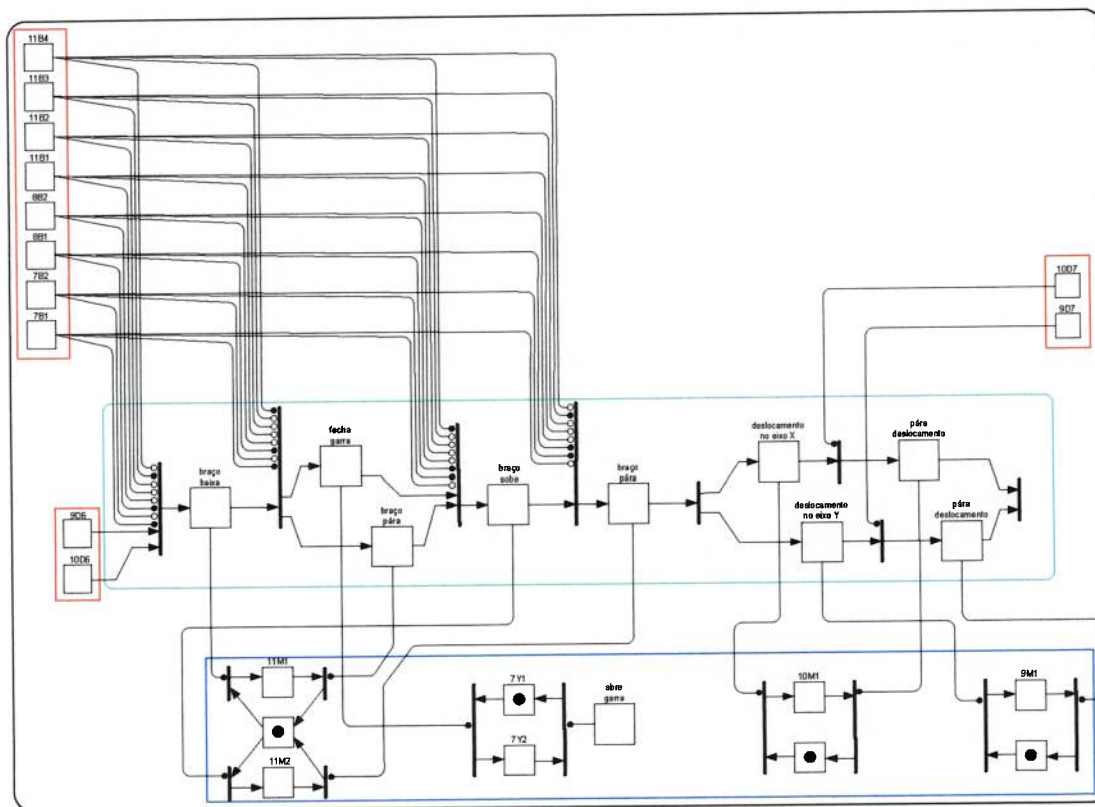 11B4
11B3
11B2
11B1
8B2
8B1
7B2
7B1
10D7
9D7
9D6
10D6
braço
baixa
fecha
garra
braço
pára
braço
sobe
braço
pára
deslocamento
no eixo X
deslocamento
no eixo Y
pára
deslocamento
pára
deslocamento
11M1
11M2
7Y1
7Y2
abre
garra
10M1
9M1